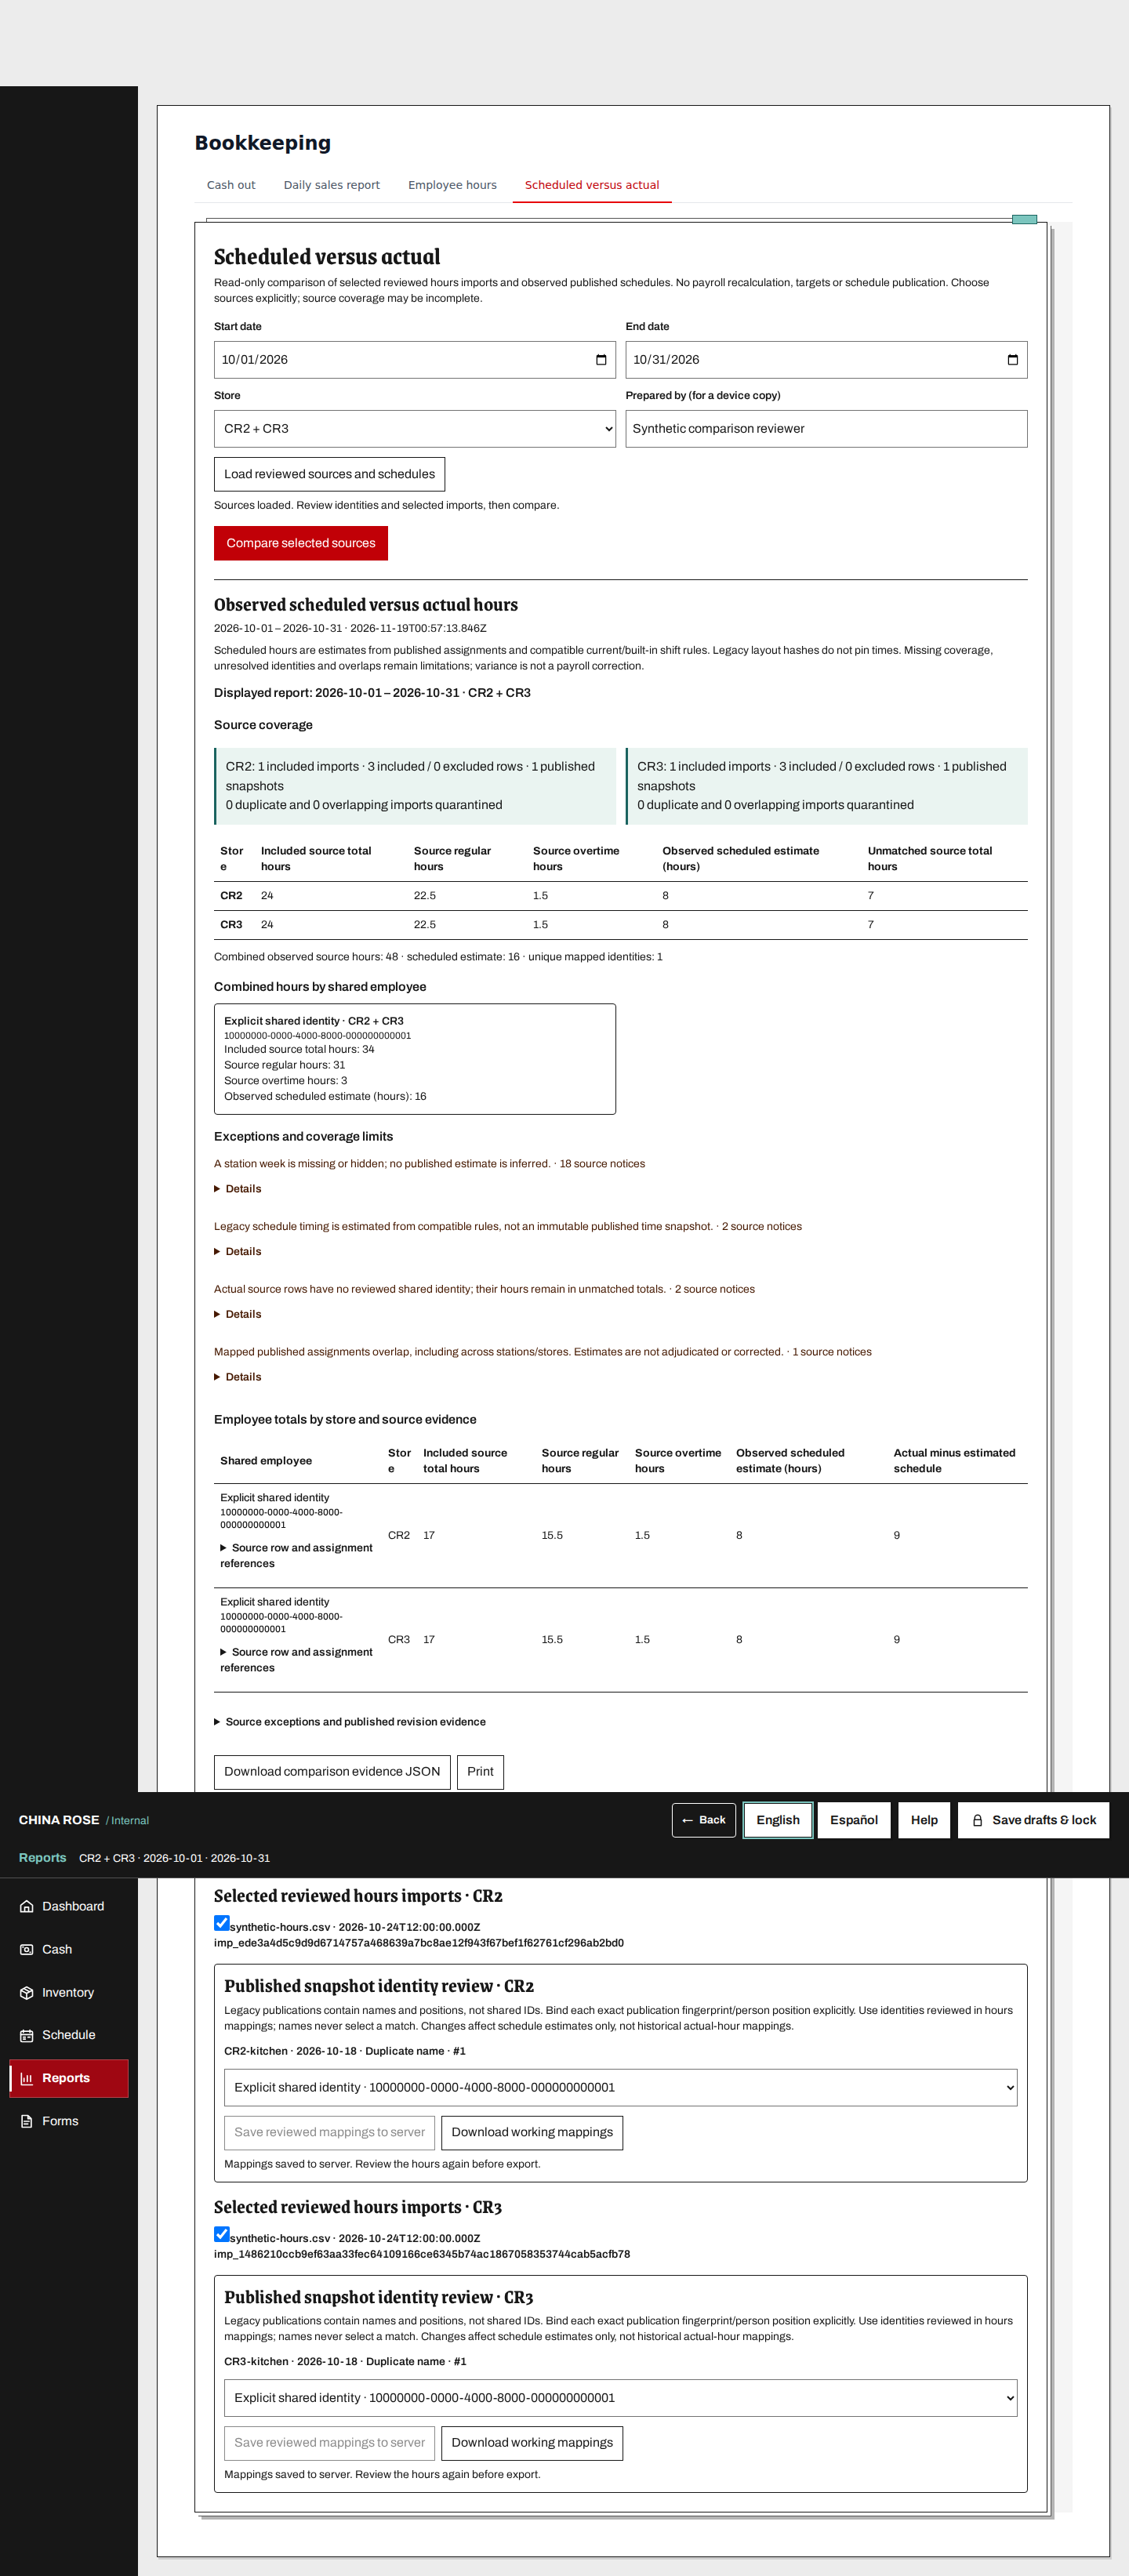 Bookkeeping
Cash out
Daily sales report
Employee hours
Scheduled versus actual
Scheduled versus actual
Read-only comparison of selected reviewed hours imports and observed published schedules. No payroll recalculation, targets or schedule publication. Choose
sources explicitly; source coverage may be incomplete.
Start date
End date
10/01/2026
10/31/2026
Store
Prepared by (for a device copy)
CR2 + CR3
Synthetic comparison reviewer
Load reviewed sources and schedules
Sources loaded. Review identities and selected imports, then compare.
Compare selected sources
Observed scheduled versus actual hours
2026-10-01 – 2026-10-31 · 2026-11-19T00:57:13.846Z
Scheduled hours are estimates from published assignments and compatible current/built-in shift rules. Legacy layout hashes do not pin times. Missing coverage,
unresolved identities and overlaps remain limitations; variance is not a payroll correction.
Displayed report: 2026-10-01 – 2026-10-31 · CR2 + CR3
Source coverage
CR2: 1 included imports · 3 included / 0 excluded rows · 1 published
snapshots
0 duplicate and 0 overlapping imports quarantined
CR3: 1 included imports · 3 included / 0 excluded rows · 1 published
snapshots
0 duplicate and 0 overlapping imports quarantined
Stor
e
Included source total
hours
Source regular
hours
Source overtime
hours
Observed scheduled estimate
(hours)
Unmatched source total
hours
CR2 24 22.5 1.5 8 7
CR3 24 22.5 1.5 8 7
Combined observed source hours: 48 · scheduled estimate: 16 · unique mapped identities: 1
Combined hours by shared employee
Explicit shared identity · CR2 + CR3
10000000-0000-4000-8000-000000000001
Included source total hours: 34
Source regular hours: 31
Source overtime hours: 3
Observed scheduled estimate (hours): 16
Exceptions and coverage limits
A station week is missing or hidden; no published estimate is inferred. · 18 source notices
Details
Legacy schedule timing is estimated from compatible rules, not an immutable published time snapshot. · 2 source notices
Details
Actual source rows have no reviewed shared identity; their hours remain in unmatched totals. · 2 source notices
Details
Mapped published assignments overlap, including across stations/stores. Estimates are not adjudicated or corrected. · 1 source notices
Details
Employee totals by store and source evidence
Shared employee
Stor
e
Included source
total hours
Source regular
hours
Source overtime
hours
Observed scheduled
estimate (hours)
Actual minus estimated
schedule
Explicit shared identity
10000000-0000-4000-8000-
000000000001
Source row and assignment
references
CR2 17 15.5 1.5 8 9
Explicit shared identity
10000000-0000-4000-8000-
000000000001
Source row and assignment
references
CR3 17 15.5 1.5 8 9
Source exceptions and published revision evidence
Download comparison evidence JSON
Print
CHINA ROSE / Internal
← Back
English
Español
Help
Save drafts & lock
Reports CR2 + CR3 · 2026-10-01 · 2026-10-31
Dashboard
Cash
Inventory
Schedule
Reports
Forms
Selected reviewed hours imports · CR2
synthetic-hours.csv · 2026-10-24T12:00:00.000Z
imp_ede3a4d5c9d9d6714757a468639a7bc8ae12f943f67bef1f62761cf296ab2bd0
Published snapshot identity review · CR2
Legacy publications contain names and positions, not shared IDs. Bind each exact publication fingerprint/person position explicitly. Use identities reviewed in hours
mappings; names never select a match. Changes affect schedule estimates only, not historical actual-hour mappings.
CR2-kitchen · 2026-10-18 · Duplicate name · #1
Explicit shared identity · 10000000-0000-4000-8000-000000000001
Save reviewed mappings to server
Download working mappings
Mappings saved to server. Review the hours again before export.
Selected reviewed hours imports · CR3
synthetic-hours.csv · 2026-10-24T12:00:00.000Z
imp_1486210ccb9ef63aa33fec64109166ce6345b74ac1867058353744cab5acfb78
Published snapshot identity review · CR3
Legacy publications contain names and positions, not shared IDs. Bind each exact publication fingerprint/person position explicitly. Use identities reviewed in hours
mappings; names never select a match. Changes affect schedule estimates only, not historical actual-hour mappings.
CR3-kitchen · 2026-10-18 · Duplicate name · #1
Explicit shared identity · 10000000-0000-4000-8000-000000000001
Save reviewed mappings to server
Download working mappings
Mappings saved to server. Review the hours again before export.